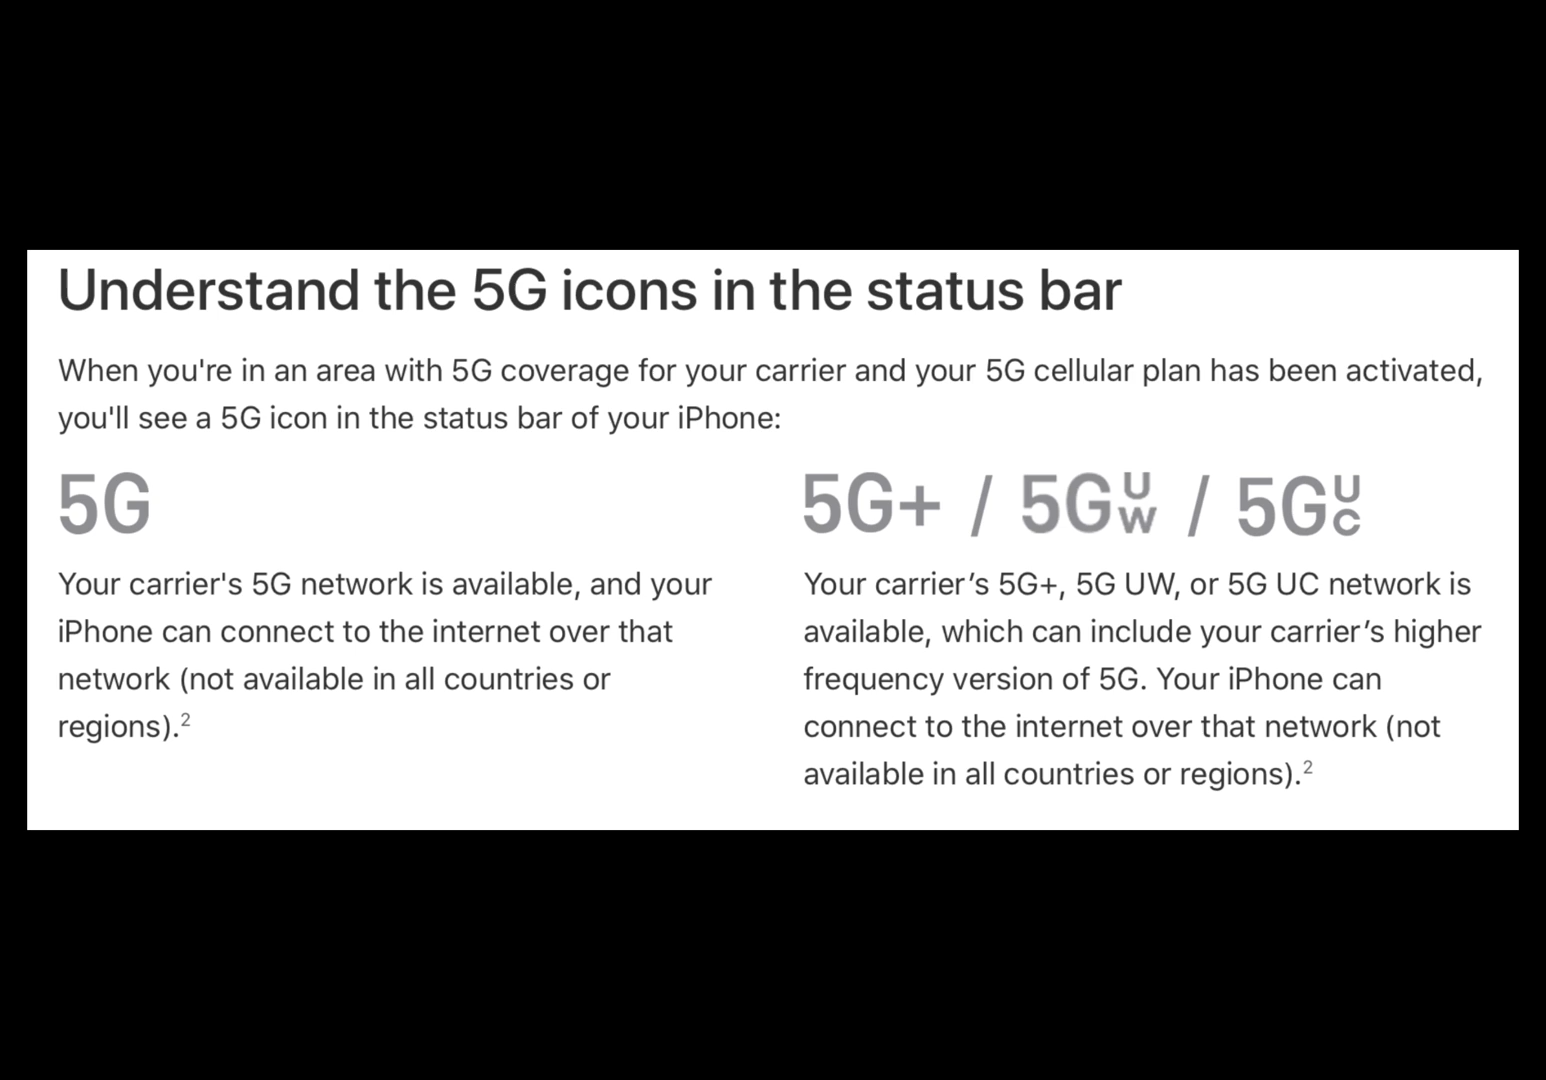 Understand the 5G icons in the status bar
When you're in an area with 5G coverage for your carrier and your 5G cellular plan has been activated,
you'll see a 5G icon in the status bar of your iPhone:
5G
Your carrier's 5G network is available, and your
iPhone can connect to the internet over that
network (not available in all countries or
regions).2
5G+ / 5G UW / 5G UC
Your carrier’s 5G+, 5G UW, or 5G UC network is
available, which can include your carrier’s higher
frequency version of 5G. Your iPhone can
connect to the internet over that network (not
available in all countries or regions).2